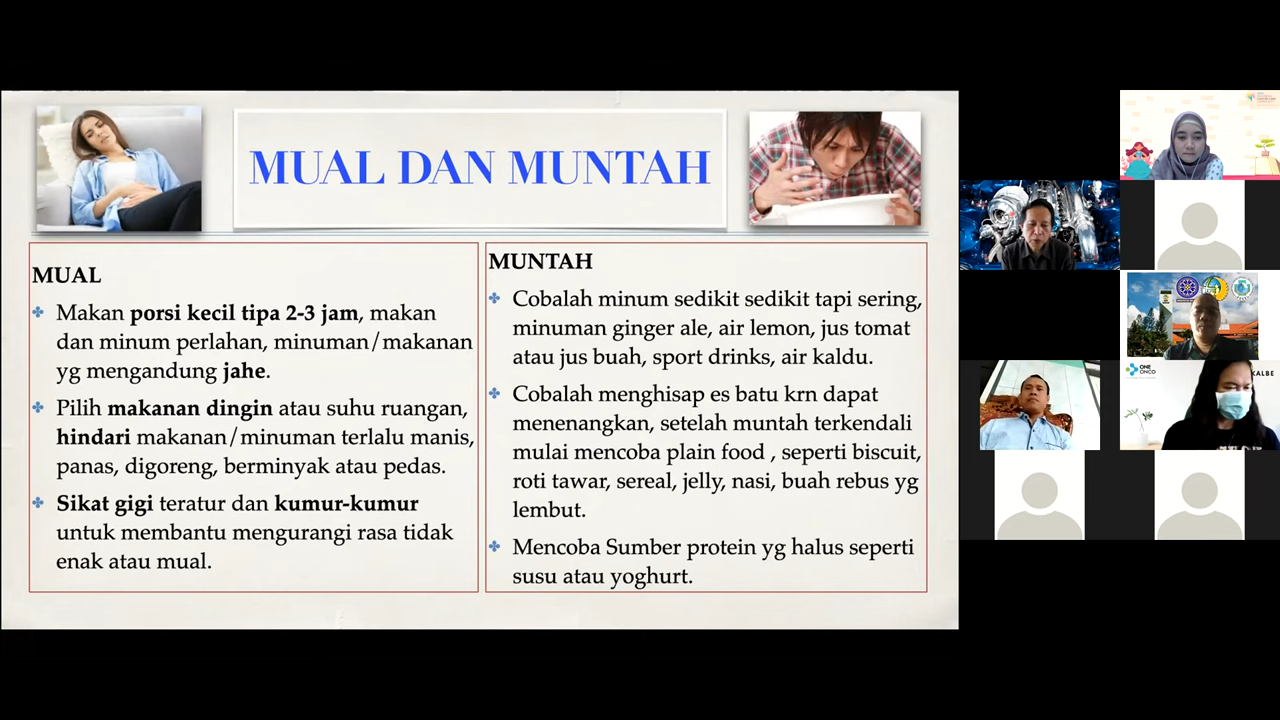 MUAL DAN MUNTAH
MUAL
Makan porsi kecil tipa 2-3 jam, makan
dan minum perlahan, minuman/makanan
yg mengandung jahe.
Pilih makanan dingin atau suhu ruangan,
hindari makanan/minuman terlalu manis,
panas, digoreng, berminyak atau pedas.
Sikat gigi teratur dan kumur-kumur
untuk membantu mengurangi rasa tidak
enak atau mual.
MUNTAH
Cobalah minum sedikit sedikit tapi sering,
minuman ginger ale, air lemon, jus tomat
atau jus buah, sport drinks, air kaldu.
Cobalah menghisap es batu krn dapat
menenangkan, setelah muntah terkendali
mulai mencoba plain food , seperti biscuit,
roti tawar, sereal, jelly, nasi, buah rebus yg
lembut.
Mencoba Sumber protein yg halus seperti
susu atau yoghurt.
ONE
ONCO
KALBE